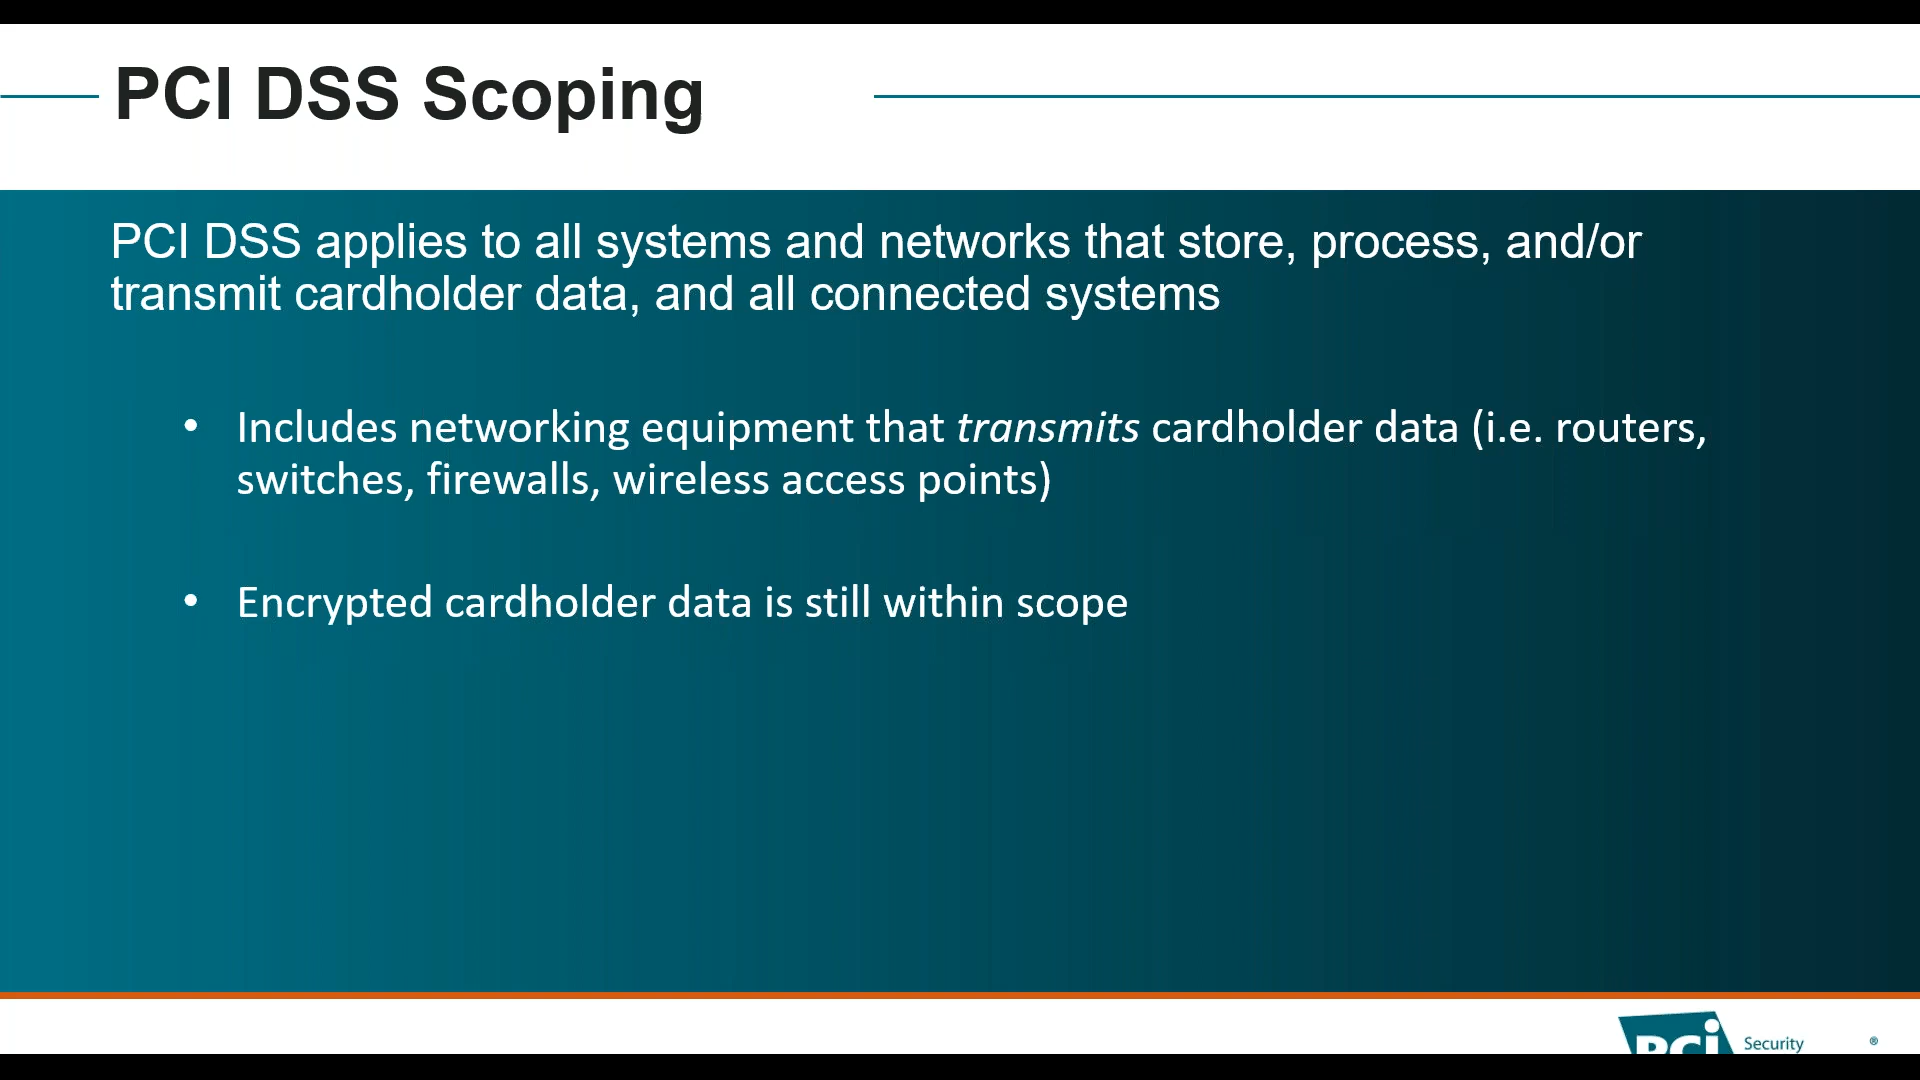 PCI DSS Scoping
PCI DSS applies to all systems and networks that store, process, and/or
transmit cardholder data, and all connected systems
• Includes networking equipment that transmits cardholder data (i.e. routers,
switches, firewalls, wireless access points)
• Encrypted cardholder data is still within scope
PCi Security ®